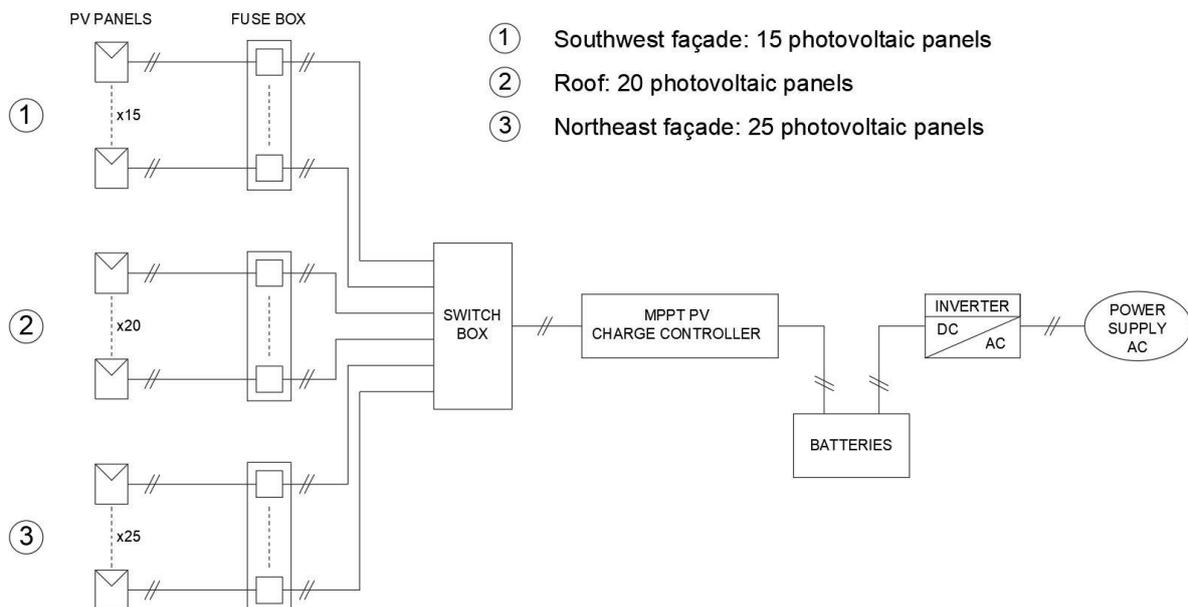 PV PANELS
FUSE BOX
1 Southwest façade: 15 photovoltaic panels
2 Roof: 20 photovoltaic panels
3 Northeast façade: 25 photovoltaic panels
1
x15
2
x20
3
x25
SWITCH
BOX
MPPT PV
CHARGE CONTROLLER
BATTERIES
INVERTER
DC
AC
POWER
SUPPLY
AC